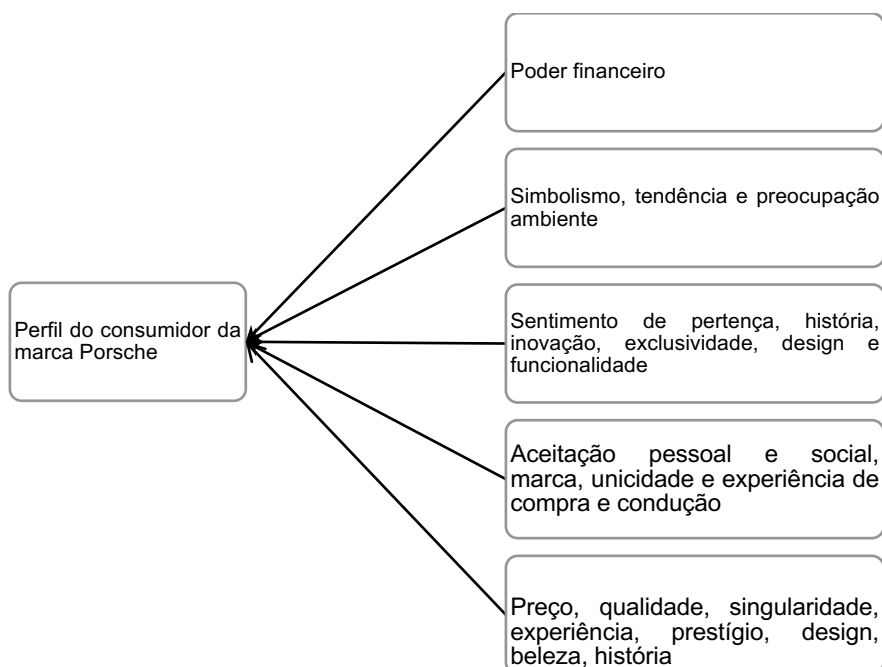 Poder financeiro
Simbolismo, tendência e preocupação
ambiente
Perfil do consumidor da
marca Porsche
Sentimento de pertença, história,
inovação, exclusividade, design e
funcionalidade
Aceitação pessoal e social,
marca, unicidade e experiência de
compra e condução
Preço, qualidade, singularidade,
experiência, prestígio, design,
beleza, história